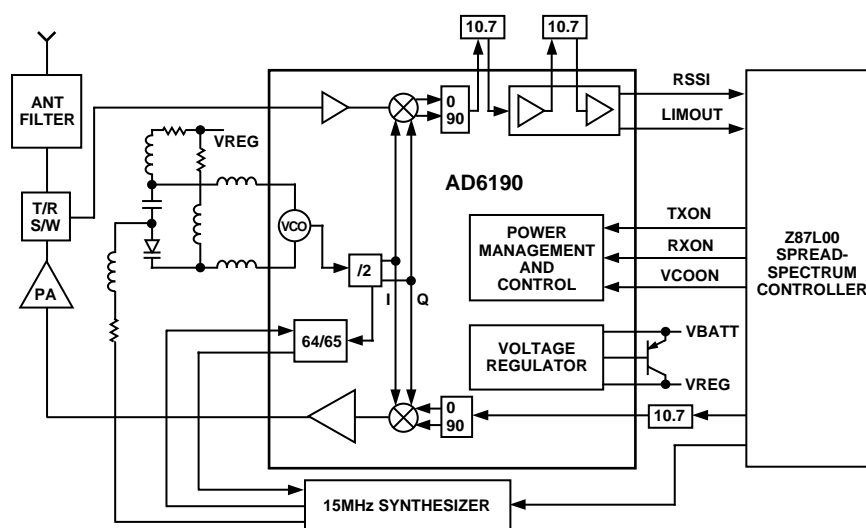 10.7
10.7
ANT
FILTER
VREG
0
90
RSSI
LIMOUT
AD6190
T/R
S/W
VCO
POWER
MANAGEMENT
AND
CONTROL
TXON
RXON
VCOON
Z87L00
SPREAD-
SPECTRUM
CONTROLLER
/2
PA
I
Q
64/65
VOLTAGE
REGULATOR
VBATT
VREG
0
90
10.7
15MHz SYNTHESIZER